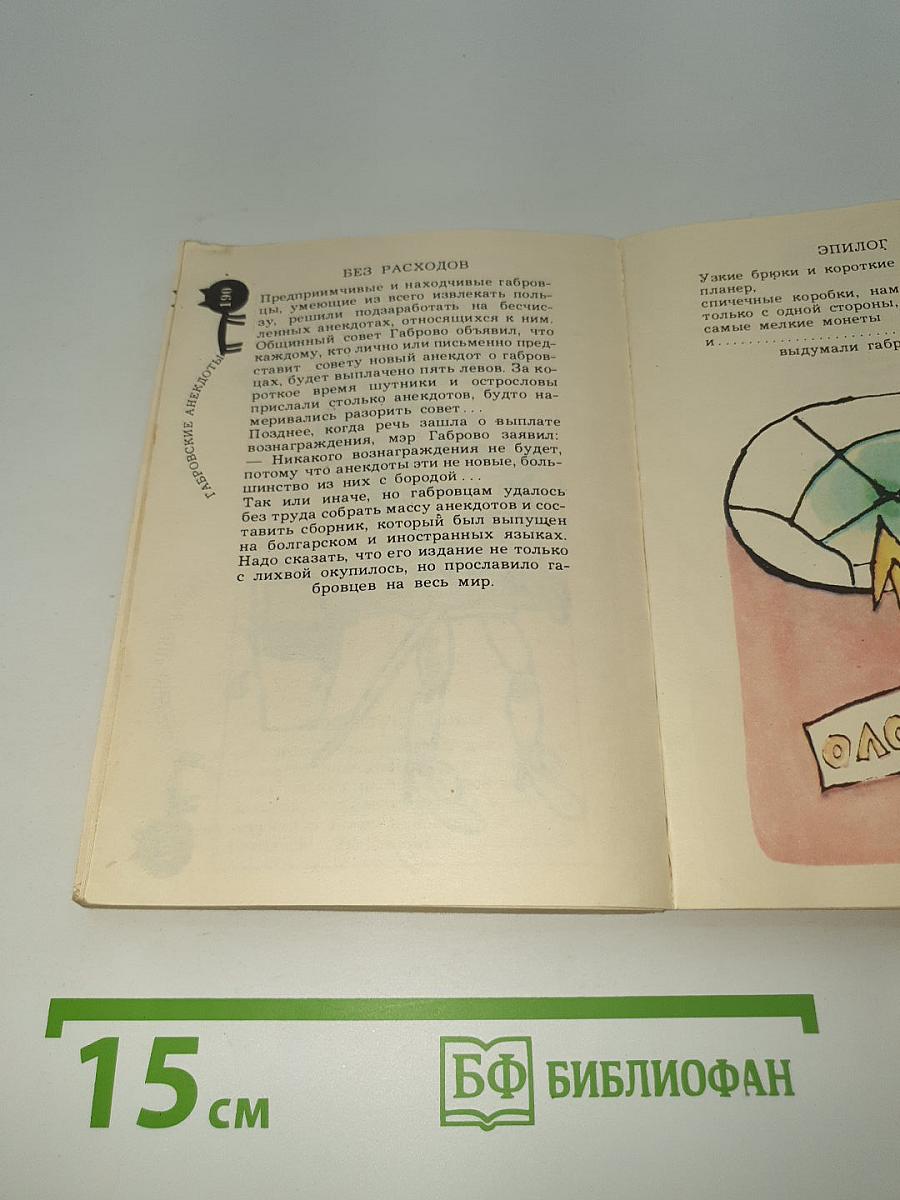 БЕЗ РАСХОДОВ
190
ГАБРОВСКИЕ АНЕКДОТЫ
Предприимчивые и находчивые габров-
цы, умеющие из всего извлекать поль-
зу, решили подзаработать на бесчис-
ленных анекдотах, относящихся к ним.
Общинный совет Габрово объявил, что
каждому, кто лично или письменно пред-
ставит совету новый анекдот о габров-
цах, будет выплачено пять левов. За ко-
роткое время шутники и острословы
прислали столько анекдотов, будто на-
меривались разорить совет...
Позднее, когда речь зашла о выплате
вознаграждения, мэр Габрово заявил:
— Никакого вознаграждения не будет,
потому что анекдоты эти не новые, боль-
шинство из них с бородой...
Так или иначе, но габровцам удалось
без труда собрать массу анекдотов и сос-
тавить сборник, который был выпущен
на болгарском и иностранных языках.
Надо сказать, что его издание не только
с лихвой окупилось, но прославило га-
бровцев на весь мир.
ЭПИЛОГ
Узкие брюки и короткие
планер,
спичечные коробки, нам
только с одной стороны,
самые мелкие монеты
и....................
выдумали габр
ОЛО
15 см
БФ БИБЛИОФАН